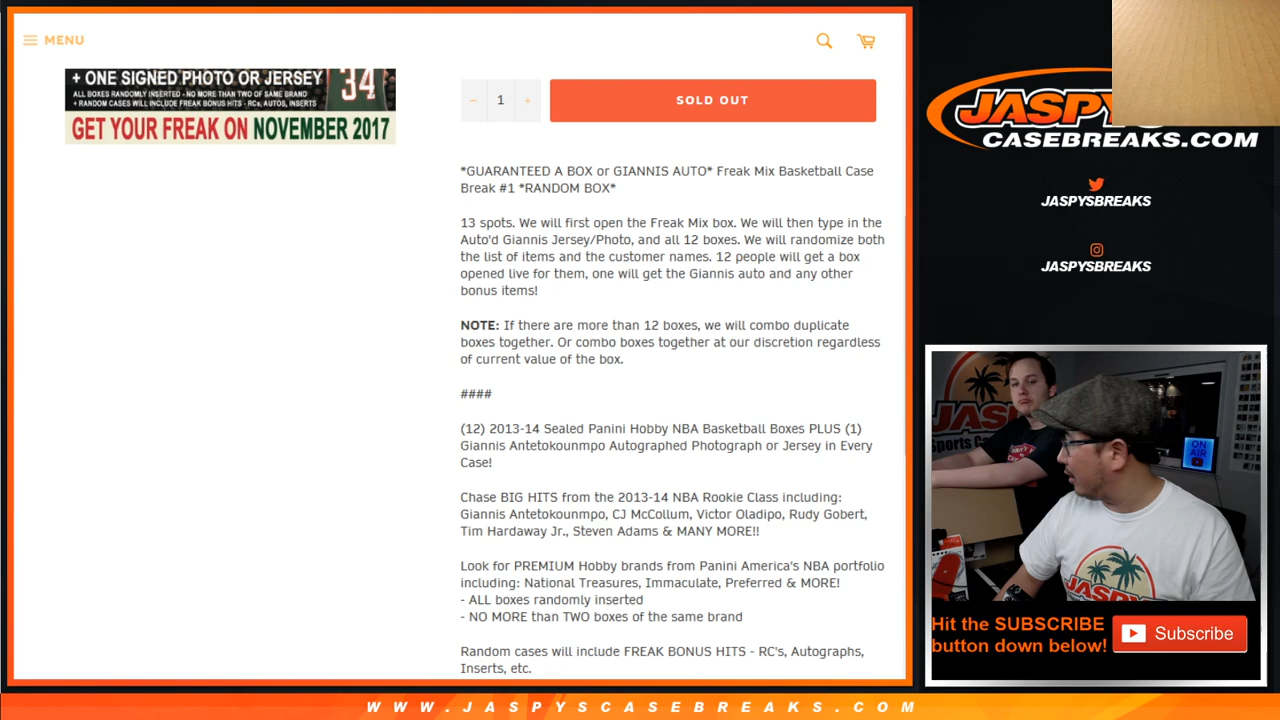 MENU
+ ONE SIGNED PHOTO OR JERSEY
ALL BOXES RANDOMLY INSERTED - NO MORE THAN TWO OF SAME BRAND
+ RANDOM CASES WILL INCLUDE FREAK BONUS HITS - RCs, AUTOS, INSERTS
34
GET YOUR FREAK ON NOVEMBER 2017
− 1 +
SOLD OUT
*GUARANTEED A BOX or GIANNIS AUTO* Freak Mix Basketball Case
Break #1 *RANDOM BOX*
13 spots. We will first open the Freak Mix box. We will then type in the
Auto'd Giannis Jersey/Photo, and all 12 boxes. We will randomize both
the list of items and the customer names. 12 people will get a box
opened live for them, one will get the Giannis auto and any other
bonus items!
NOTE: If there are more than 12 boxes, we will combo duplicate
boxes together. Or combo boxes together at our discretion regardless
of current value of the box.
####
(12) 2013-14 Sealed Panini Hobby NBA Basketball Boxes PLUS (1)
Giannis Antetokounmpo Autographed Photograph or Jersey in Every
Case!
Chase BIG HITS from the 2013-14 NBA Rookie Class including:
Giannis Antetokounmpo, CJ McCollum, Victor Oladipo, Rudy Gobert,
Tim Hardaway Jr., Steven Adams & MANY MORE!!
Look for PREMIUM Hobby brands from Panini America's NBA portfolio
including: National Treasures, Immaculate, Preferred & MORE!
- ALL boxes randomly inserted
- NO MORE than TWO boxes of the same brand
Random cases will include FREAK BONUS HITS - RC's, Autographs,
Inserts, etc.
CASEBREAKS.COM
JASPYSBREAKS
JASPYSBREAKS
ON
AIR
Hit the SUBSCRIBE
button down below!
Subscribe
WWW.JASPYSCASEBREAKS.COM